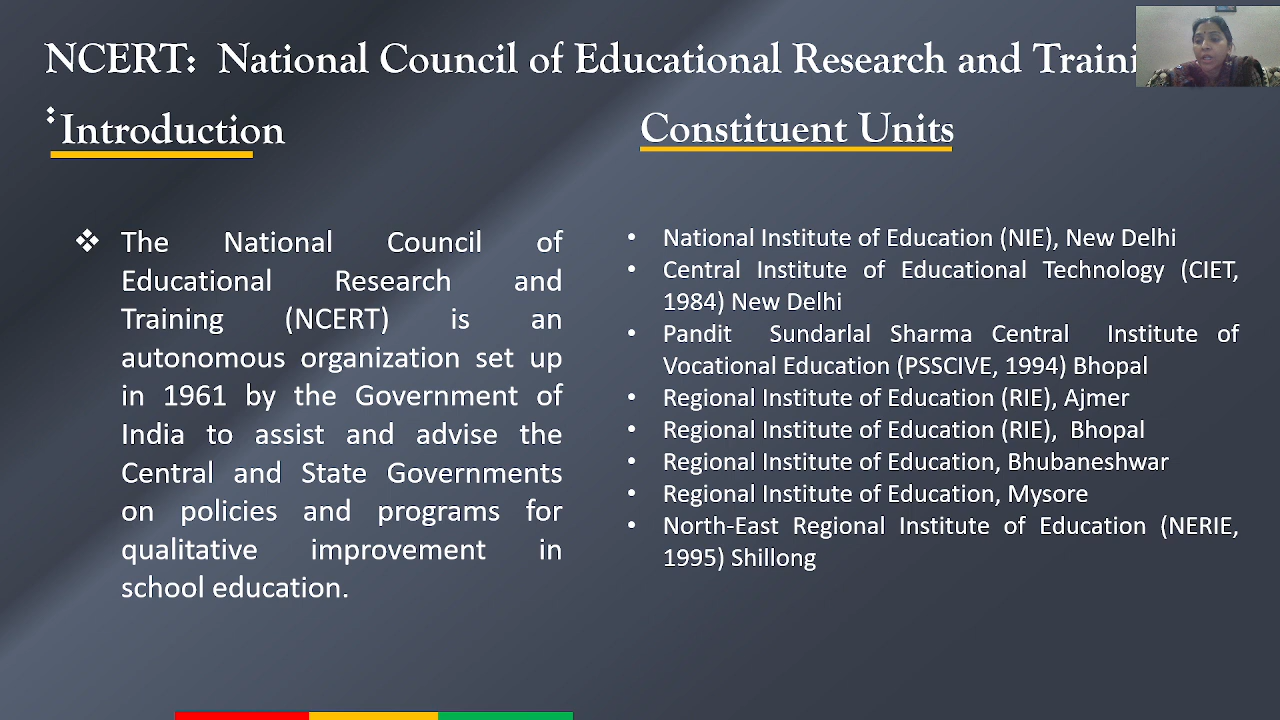 NCERT: National Council of Educational Research and Traini
Introduction
The National Council of
Educational Research and
Training (NCERT) is an
autonomous organization set up
in 1961 by the Government of
India to assist and advise the
Central and State Governments
on policies and programs for
qualitative improvement in
school education.
Constituent Units
• National Institute of Education (NIE), New Delhi
• Central Institute of Educational Technology (CIET,
1984) New Delhi
• Pandit Sundarlal Sharma Central Institute of
Vocational Education (PSSCIVE, 1994) Bhopal
• Regional Institute of Education (RIE), Ajmer
• Regional Institute of Education (RIE), Bhopal
• Regional Institute of Education, Bhubaneshwar
• Regional Institute of Education, Mysore
• North-East Regional Institute of Education (NERIE,
1995) Shillong